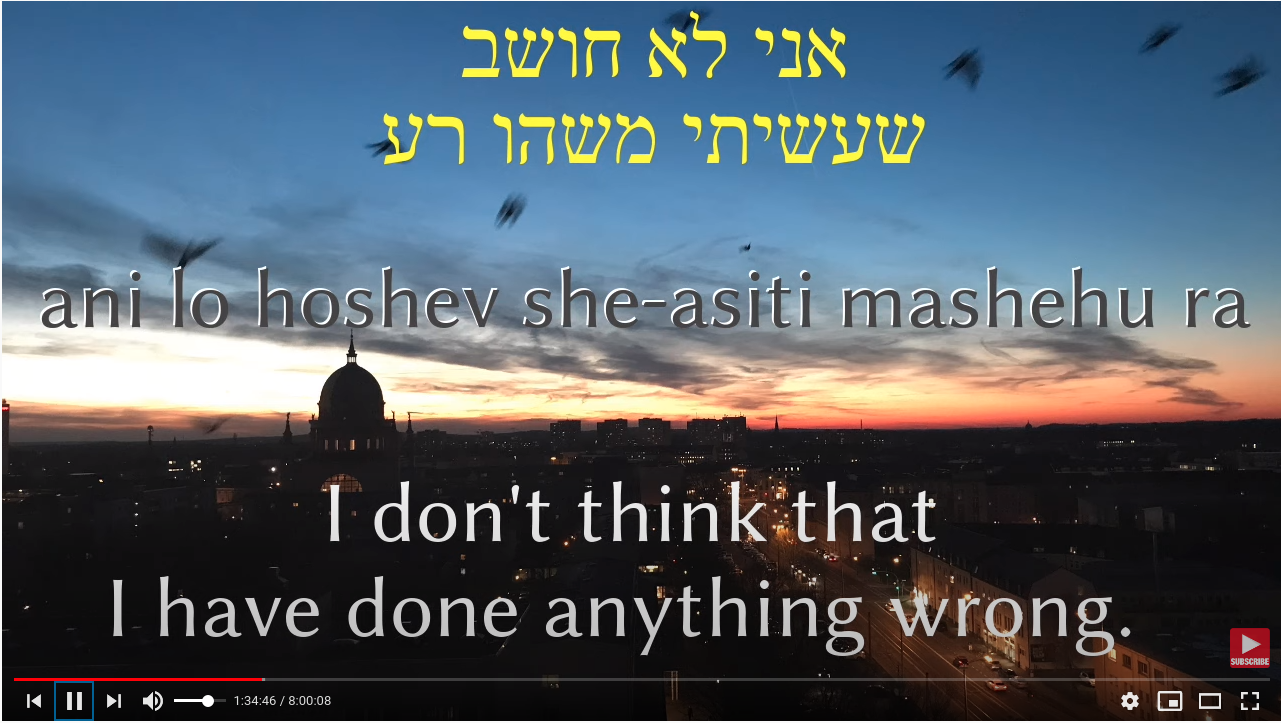 אני לא חושב
שעשיתי משהו רע
ani lo hoshev she-asiti mashehu ra
I don't think that
I have done anything wrong.
SUBSCRIBE
1:34:46 / 8:00:08